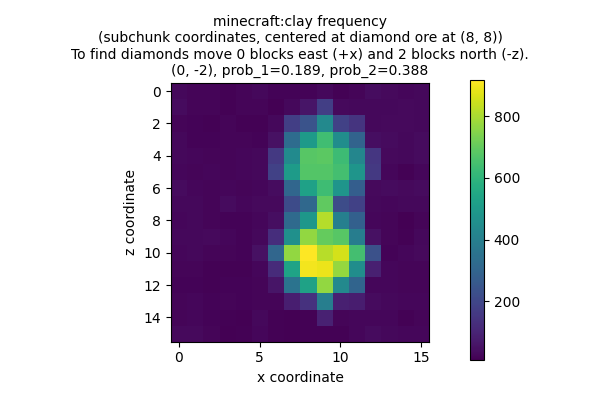 minecraft:clay frequency
(subchunk coordinates, centered at diamond ore at (8, 8))
To find diamonds move 0 blocks east (+x) and 2 blocks north (-z).
(0, -2), prob_1=0.189, prob_2=0.388
0
2
4
6
8
10
12
14
z coordinate
0
5
10
15
x coordinate
800
600
400
200